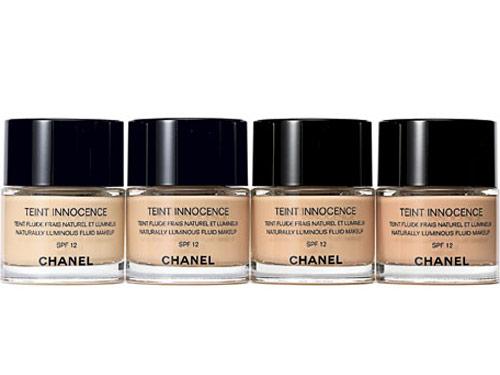 TEINT INNOCENCE
TEINT FLUIDE FRAIS NATUREL ET LUMINEUX
NATURALLY LUMINOUS FLUID MAKEUP
SPF 12
CHANEL
TEINT INNOCENCE
TEINT FLUIDE FRAIS NATUREL ET LUMINEUX
NATURALLY LUMINOUS FLUID MAKEUP
SPF 12
CHANEL
TEINT INNOCENCE
TEINT FLUIDE FRAIS NATUREL ET LUMINEUX
NATURALLY LUMINOUS FLUID MAKEUP
SPF 12
CHANEL
TEINT INNOCENCE
TEINT FLUIDE FRAIS NATUREL ET LUMINEUX
NATURALLY LUMINOUS FLUID MAKEUP
SPF 12
CHANEL